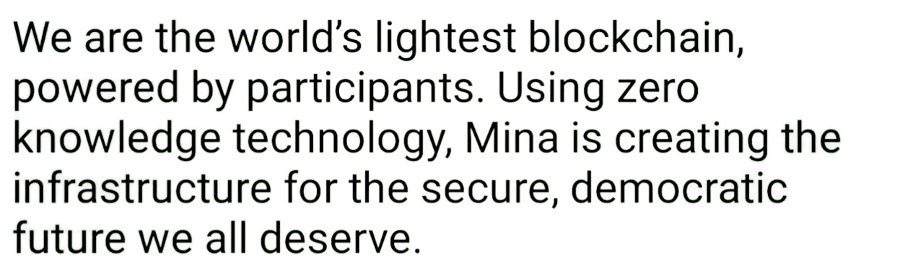 We are the world’s lightest blockchain,
powered by participants. Using zero
knowledge technology, Mina is creating the
infrastructure for the secure, democratic
future we all deserve.